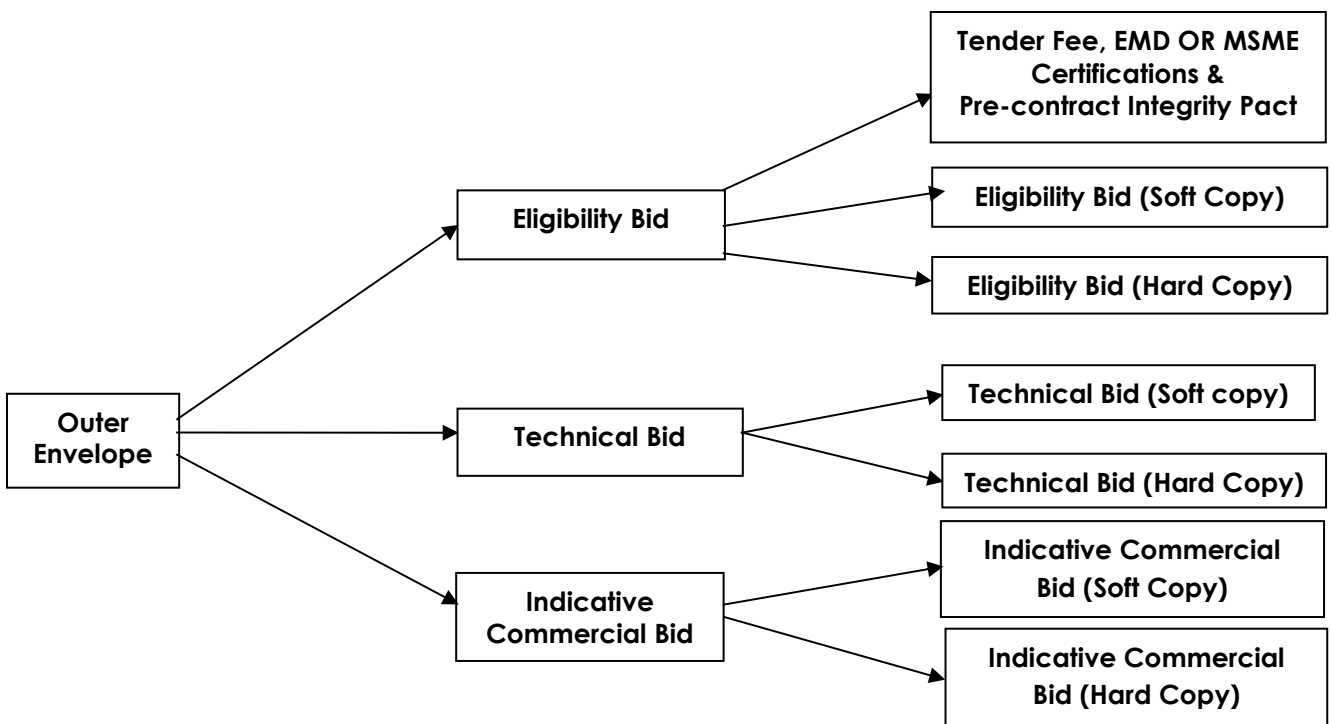 Tender Fee, EMD OR MSME
Certifications &
Pre-contract Integrity Pact
Eligibility Bid
Eligibility Bid (Soft Copy)
Eligibility Bid (Hard Copy)
Outer
Envelope
Technical Bid
Technical Bid (Soft copy)
Technical Bid (Hard Copy)
Indicative
Commercial Bid
Indicative Commercial
Bid (Soft Copy)
Indicative Commercial
Bid (Hard Copy)